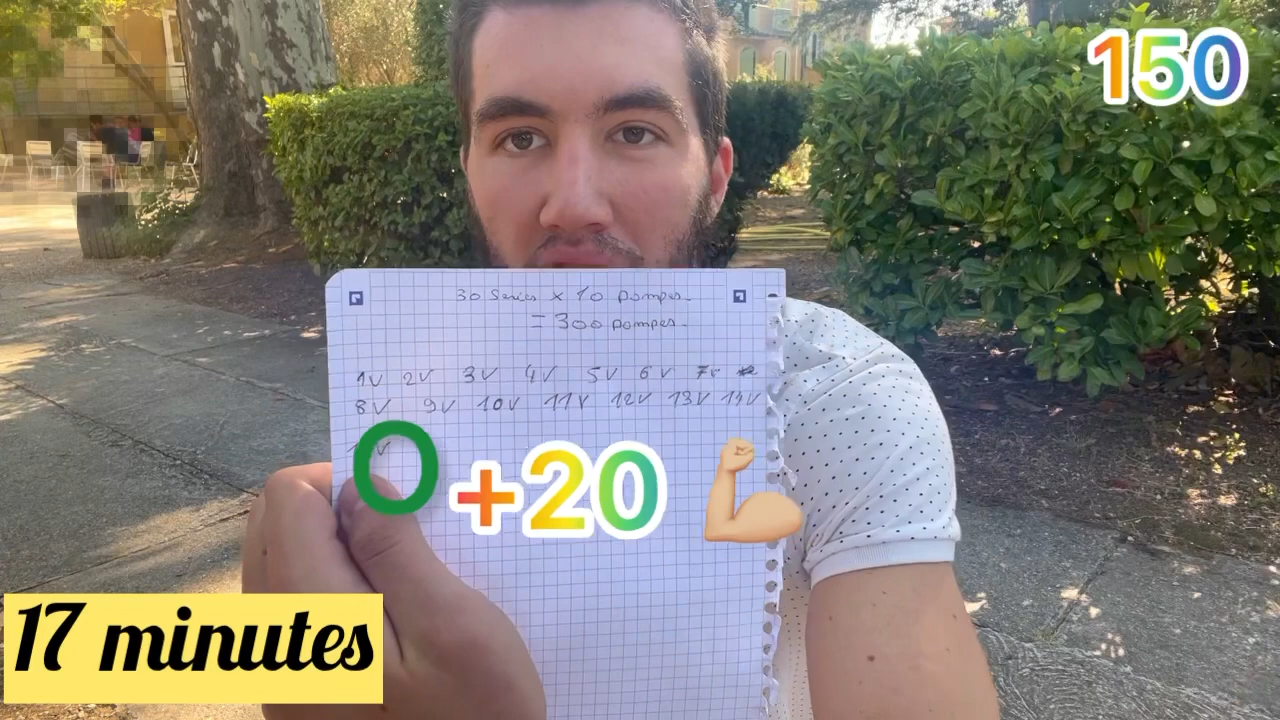 150
30 Series x 10 pompes
= 300 pompes
1v 2v 3v 4v 5v 6v 7v
8v 9v 10v 11v 12v 13v 14v
+20
17 minutes